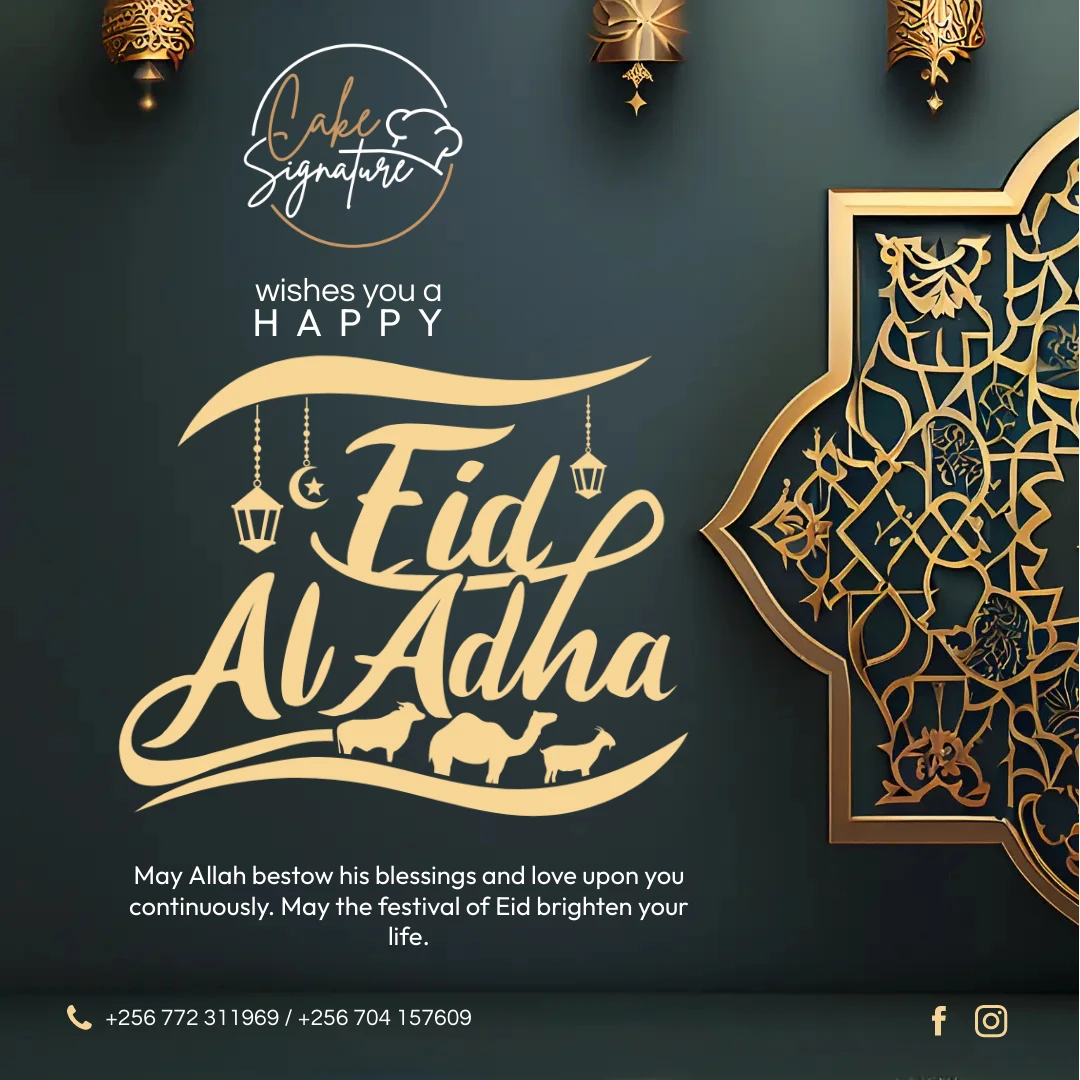 Cake
Signature
wishes you a
HAPPY
Eid
Al Adha
May Allah bestow his blessings and love upon you
continuously. May the festival of Eid brighten your
life.
+256 772 311969 / +256 704 157609